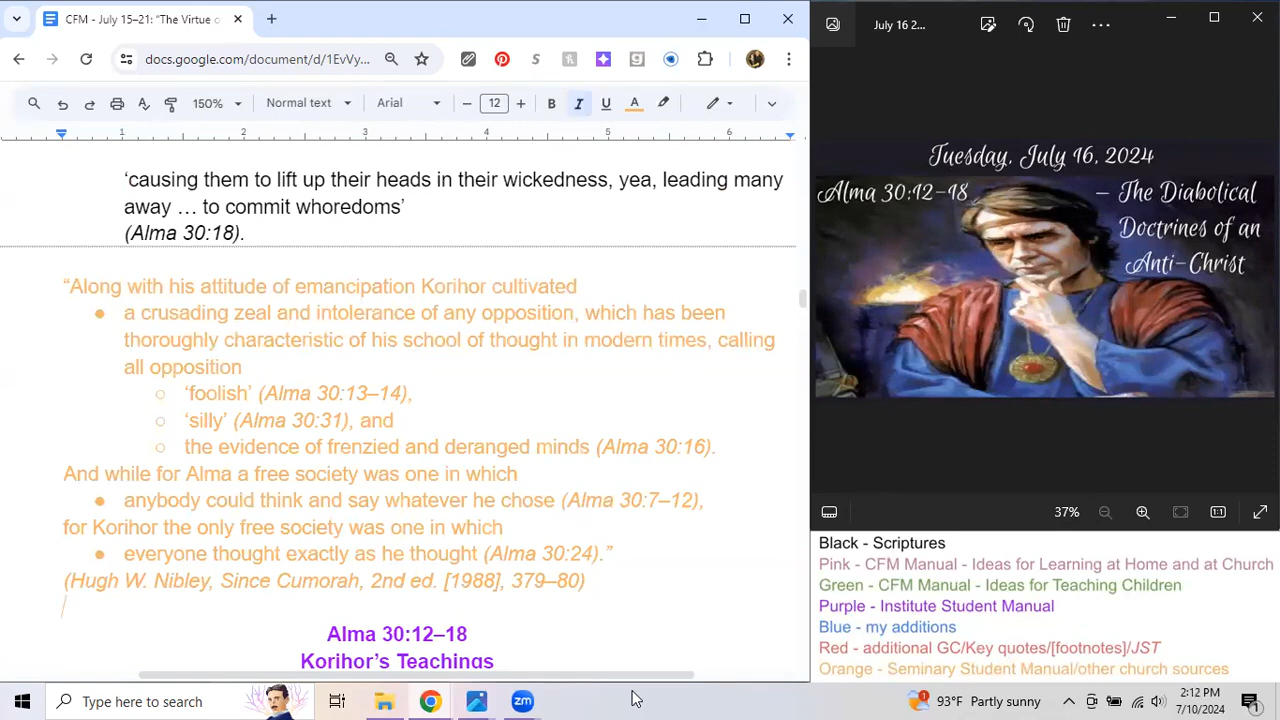 CFM - July 15–21: “The Virtue o
docs.google.com/document/d/1EvVy...
150%
Normal text
Arial
12
B
I
U
A
1
2
3
4
5
6
‘causing them to lift up their heads in their wickedness, yea, leading many
away … to commit whoredoms’
(Alma 30:18).
“Along with his attitude of emancipation Korihor cultivated
● a crusading zeal and intolerance of any opposition, which has been
thoroughly characteristic of his school of thought in modern times, calling
all opposition
○ ‘foolish’ (Alma 30:13–14),
○ ‘silly’ (Alma 30:31), and
○ the evidence of frenzied and deranged minds (Alma 30:16).
And while for Alma a free society was one in which
● anybody could think and say whatever he chose (Alma 30:7–12),
for Korihor the only free society was one in which
● everyone thought exactly as he thought (Alma 30:24).”
(Hugh W. Nibley, Since Cumorah, 2nd ed. [1988], 379–80)
Alma 30:12–18
Korihor’s Teachings
July 16 2...
Tuesday, July 16, 2024
Alma 30:12-18 – The Diabolical
Doctrines of an
Anti-Christ
37%
1:1
Black - Scriptures
Pink - CFM Manual - Ideas for Learning at Home and at Church
Green - CFM Manual - Ideas for Teaching Children
Purple - Institute Student Manual
Blue - my additions
Red - additional GC/Key quotes/[footnotes]/JST
Orange - Seminary Student Manual/other church sources
Type here to search
zm
1
93°F Partly sunny
2:12 PM
7/10/2024
1